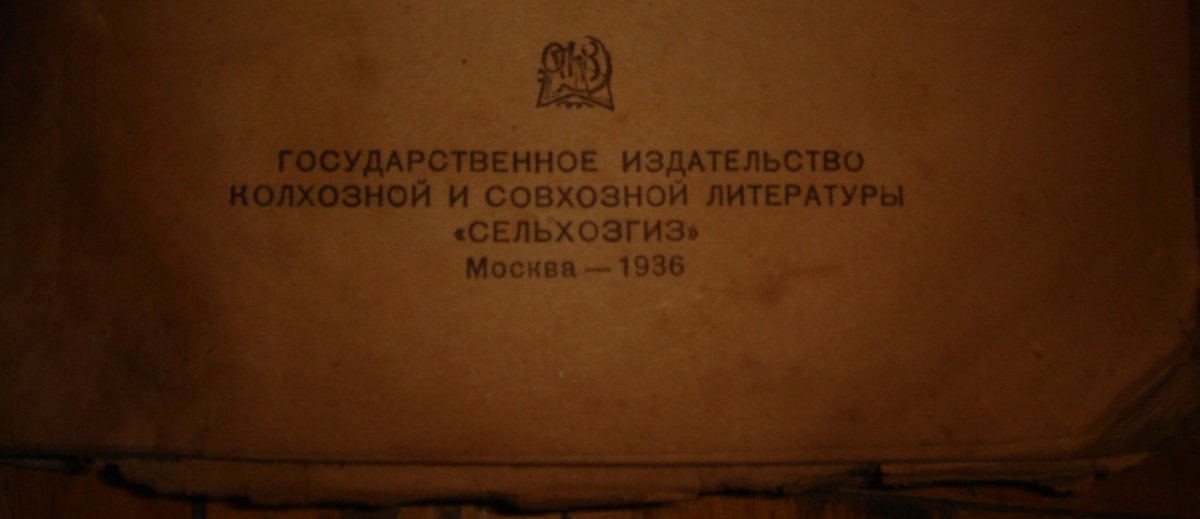 ГОСУДАРСТВЕННОЕ ИЗДАТЕЛЬСТВО
КОЛХОЗНОЙ И СОВХОЗНОЙ ЛИТЕРАТУРЫ
«СЕЛЬХОЗГИЗ»
Москва — 1936